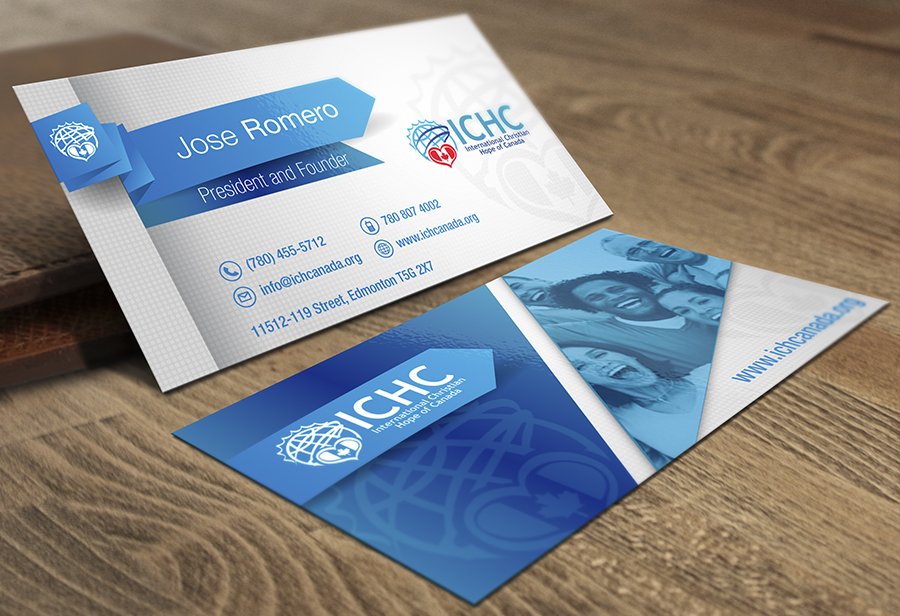 Jose Romero
President and Founder
ICHC
International Christian
Hope of Canada
(780) 455-5712
780 807 4002
info@ichcanada.org
www.ichcanada.org
11512-119 Street, Edmonton T5G 2X7
ICHC
International Christian
Hope of Canada
www.ichcanada.org